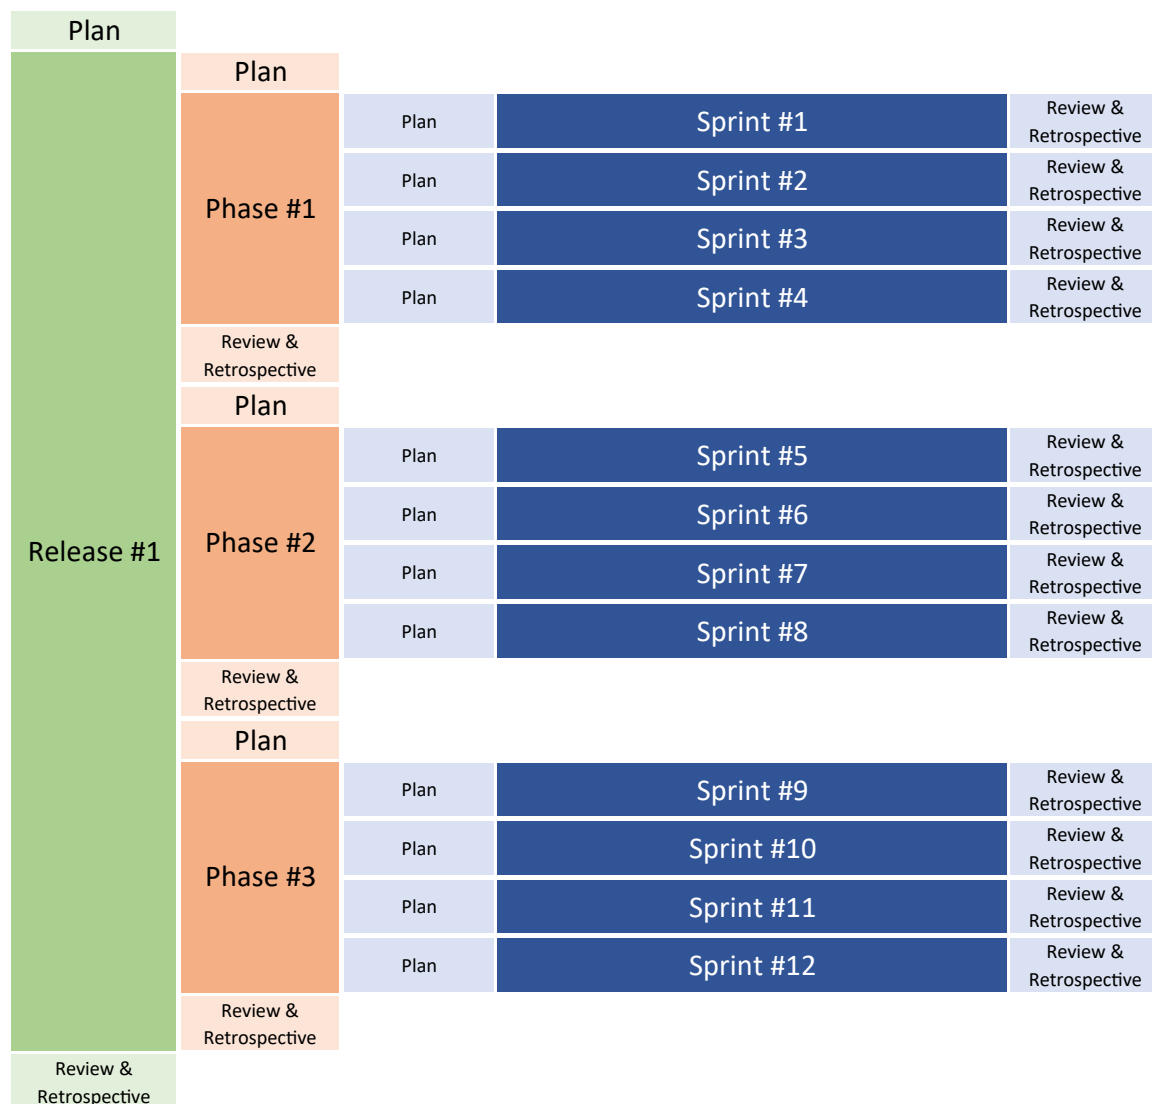 Plan
Plan
Plan
Sprint #1
Review &
Retrospective
Plan
Sprint #2
Review &
Retrospective
Phase #1
Plan
Sprint #3
Review &
Retrospective
Plan
Sprint #4
Review &
Retrospective
Review &
Retrospective
Plan
Plan
Sprint #5
Review &
Retrospective
Plan
Sprint #6
Review &
Retrospective
Release #1
Phase #2
Plan
Sprint #7
Review &
Retrospective
Plan
Sprint #8
Review &
Retrospective
Review &
Retrospective
Plan
Plan
Sprint #9
Review &
Retrospective
Plan
Sprint #10
Review &
Retrospective
Phase #3
Plan
Sprint #11
Review &
Retrospective
Plan
Sprint #12
Review &
Retrospective
Review &
Retrospective
Review &
Retrospective